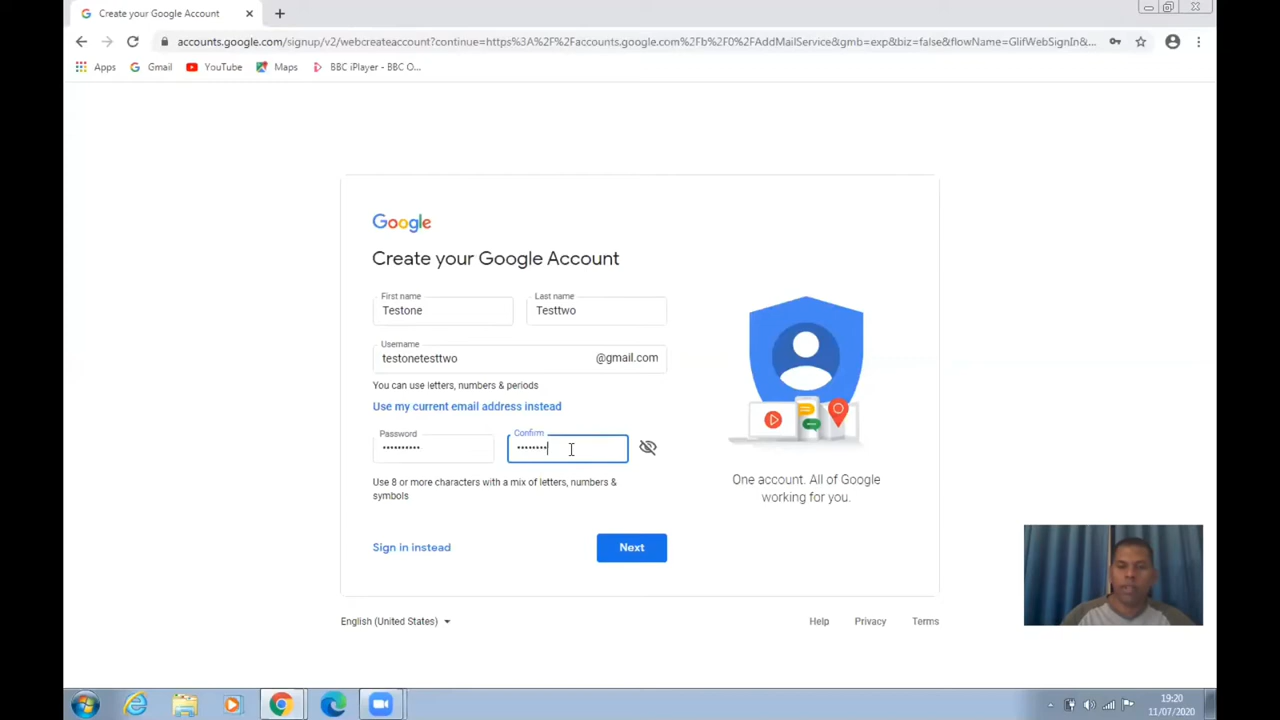 Create your Google Account
accounts.google.com/signup/v2/webcreateaccount?continue=https%3A%2F%2Faccounts.google.com%2Fb%2F0%2FAddMailService&gmb=exp&biz=false&flowName=GlifWebSignIn&...
Apps Gmail YouTube Maps BBC iPlayer - BBC O...
Google
Create your Google Account
First name Last name
Testone Testtwo
Username
testonetesttwo @gmail.com
You can use letters, numbers & periods
Use my current email address instead
Password Confirm
•••••••••• ••••••••
Use 8 or more characters with a mix of letters, numbers &
symbols
Sign in instead Next
One account. All of Google
working for you.
English (United States) Help Privacy Terms
19:20
11/07/2020